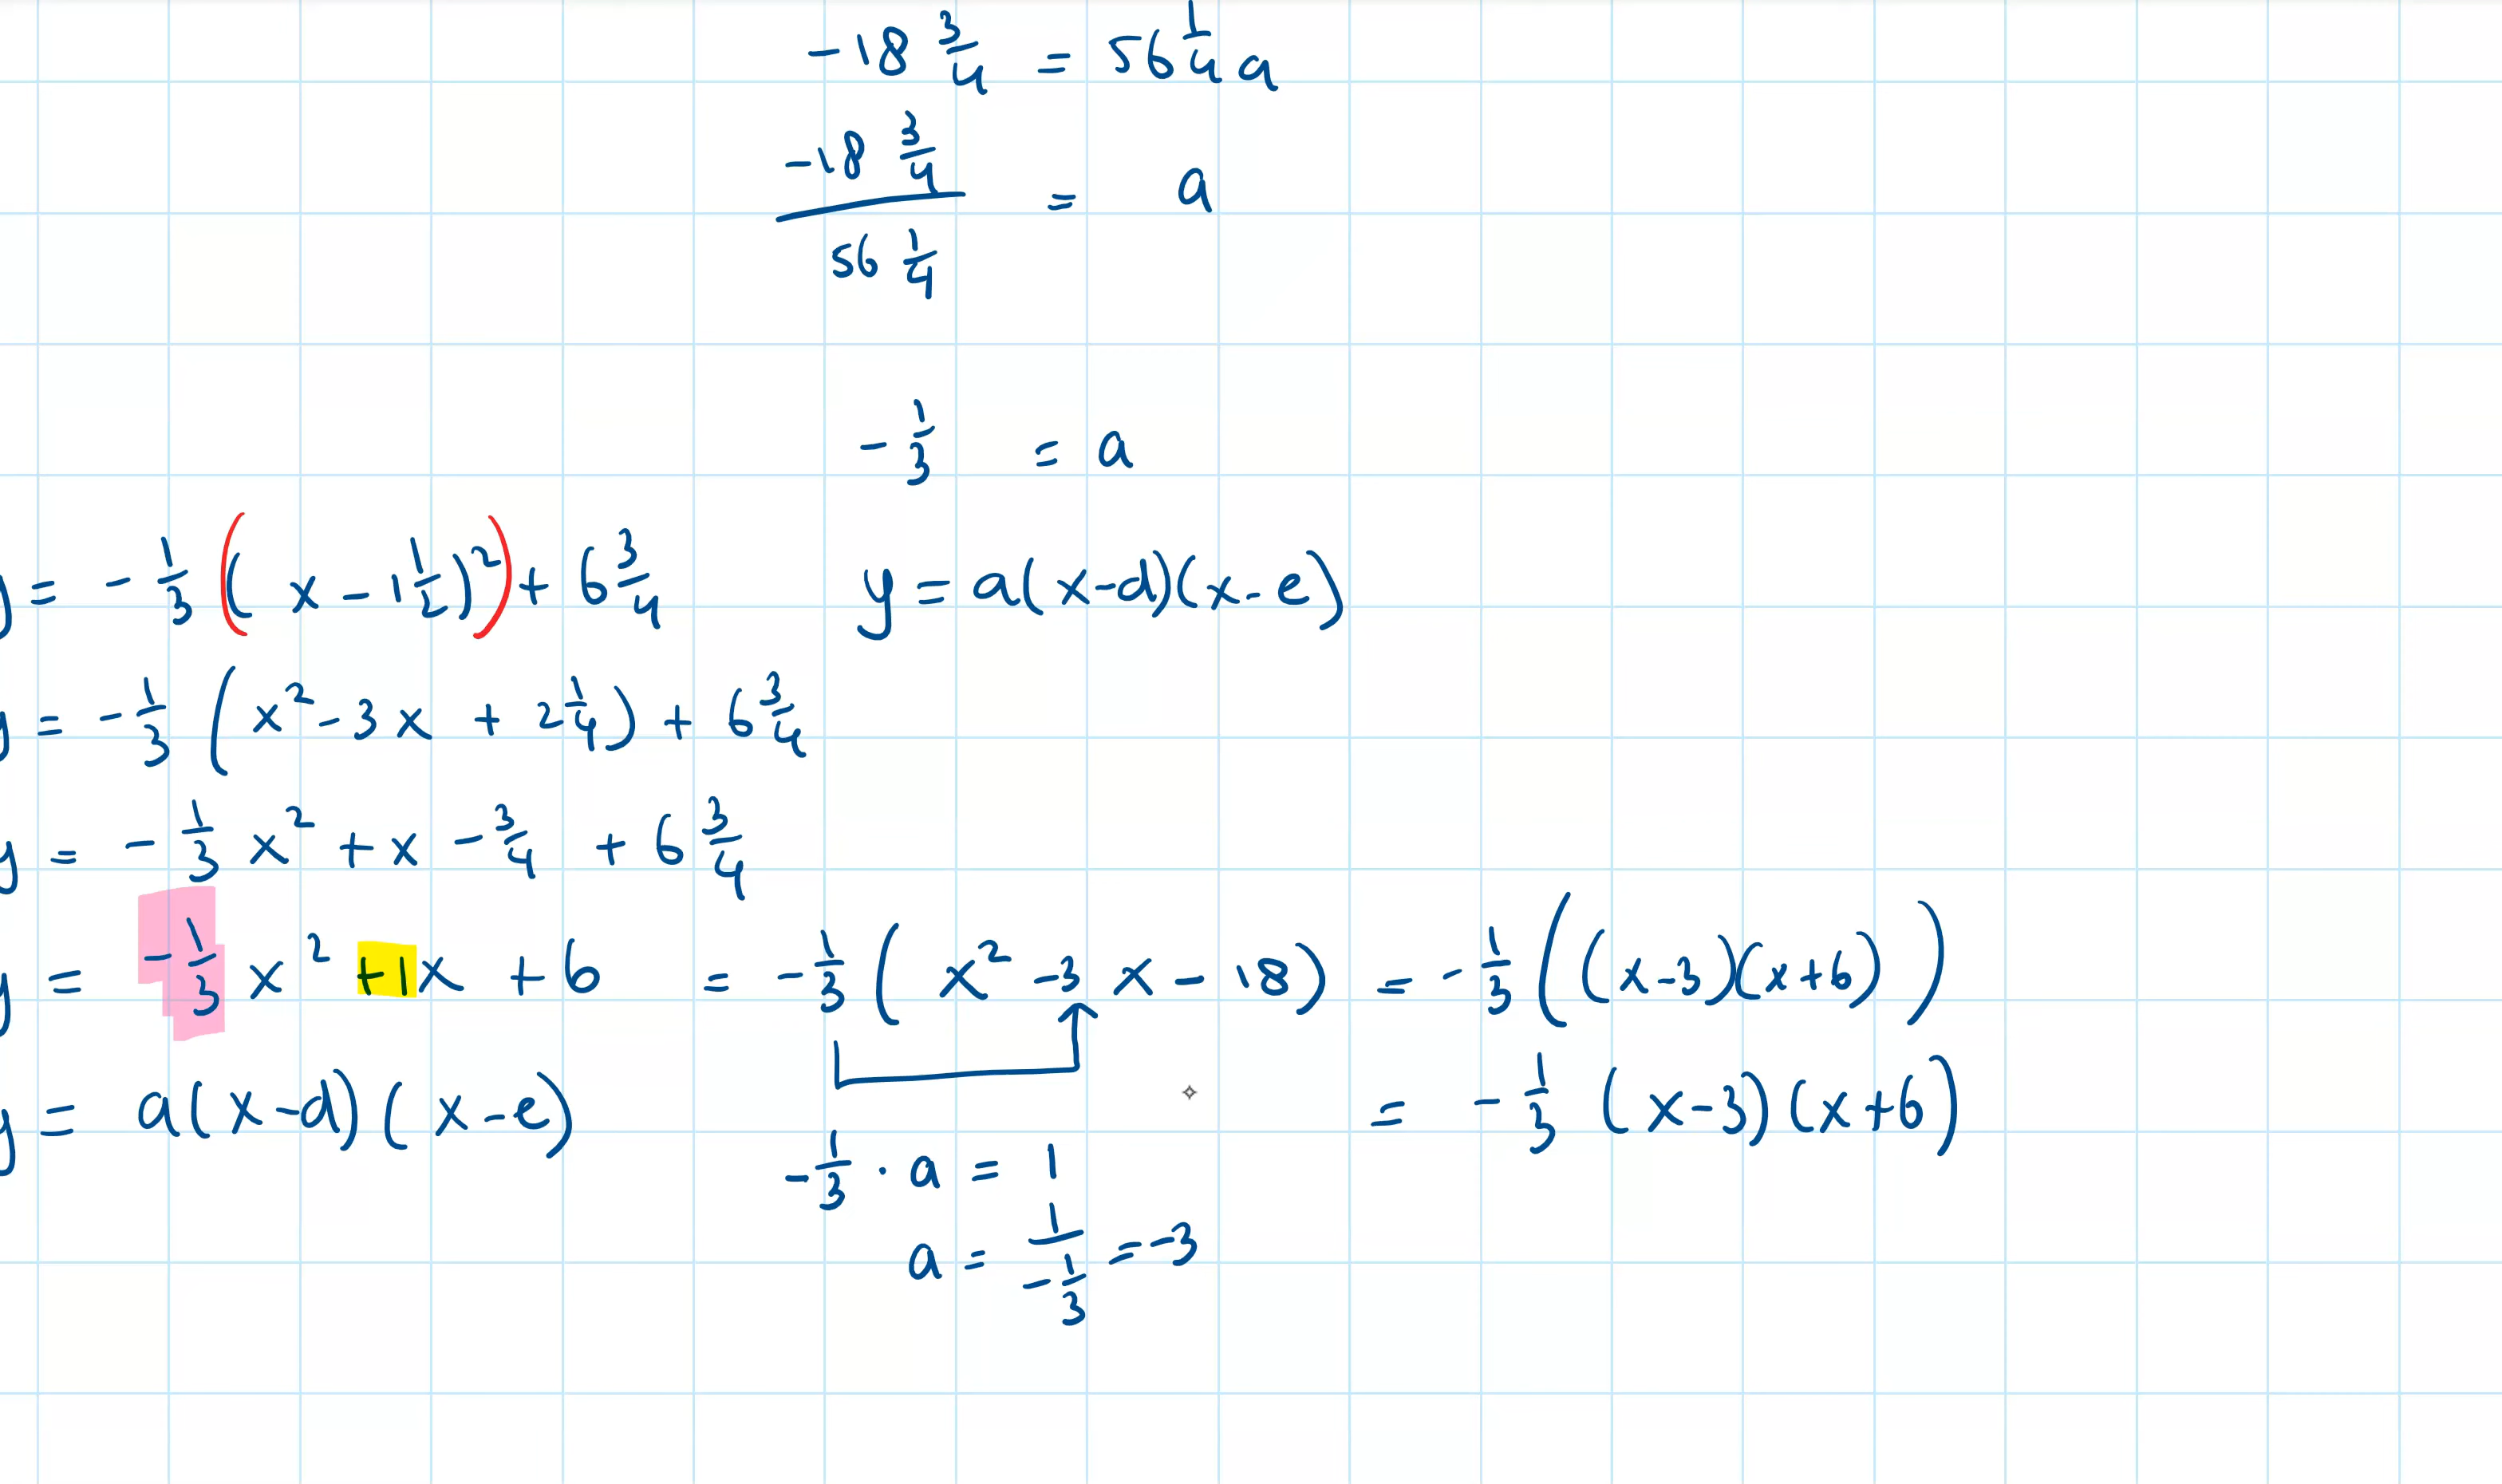 -18 3/4 = 56 1/4 a
(-18 3/4)/(56 1/4) = a
-1/3 = a
y = -1/3 ((x - 1 1/2)²) + 6 3/4
y = a(x-d)(x-e)
y = -1/3 (x² - 3x + 2 1/4) + 6 3/4
y = -1/3 x² + x - 3/4 + 6 3/4
y = -1/3 x² +1x + 6 = -1/3 (x² -3x - 18) = -1/3 ((x-3)(x+6))
y = a(x-d)(x-e)
= -1/3 (x-3)(x+6)
-1/3 · a = 1
a = 1/(-1/3) = -3